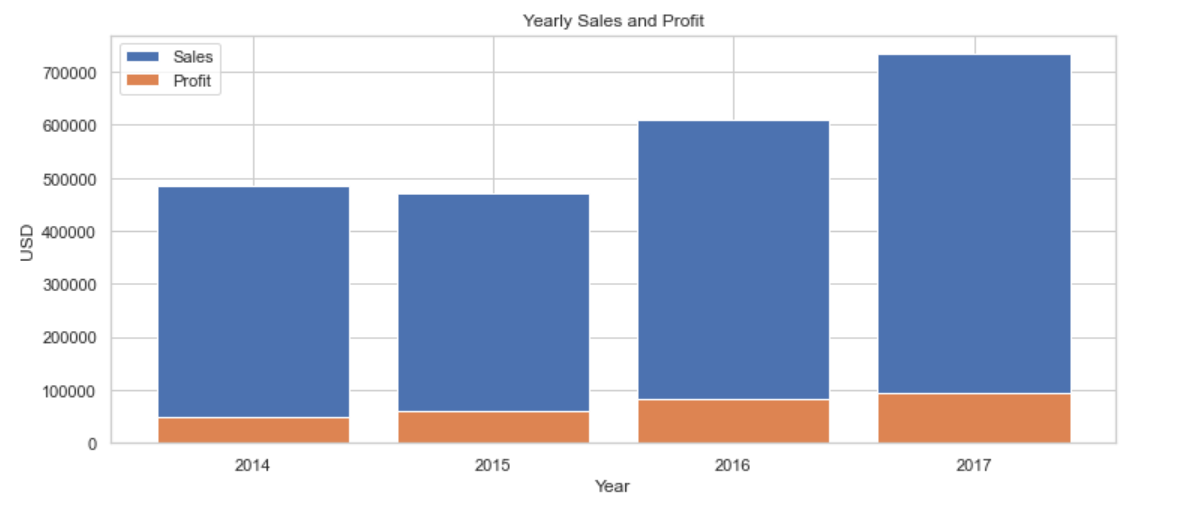 Yearly Sales and Profit
Sales
Profit
700000
600000
500000
400000
300000
200000
100000
0
USD
2014 2015 2016 2017
Year